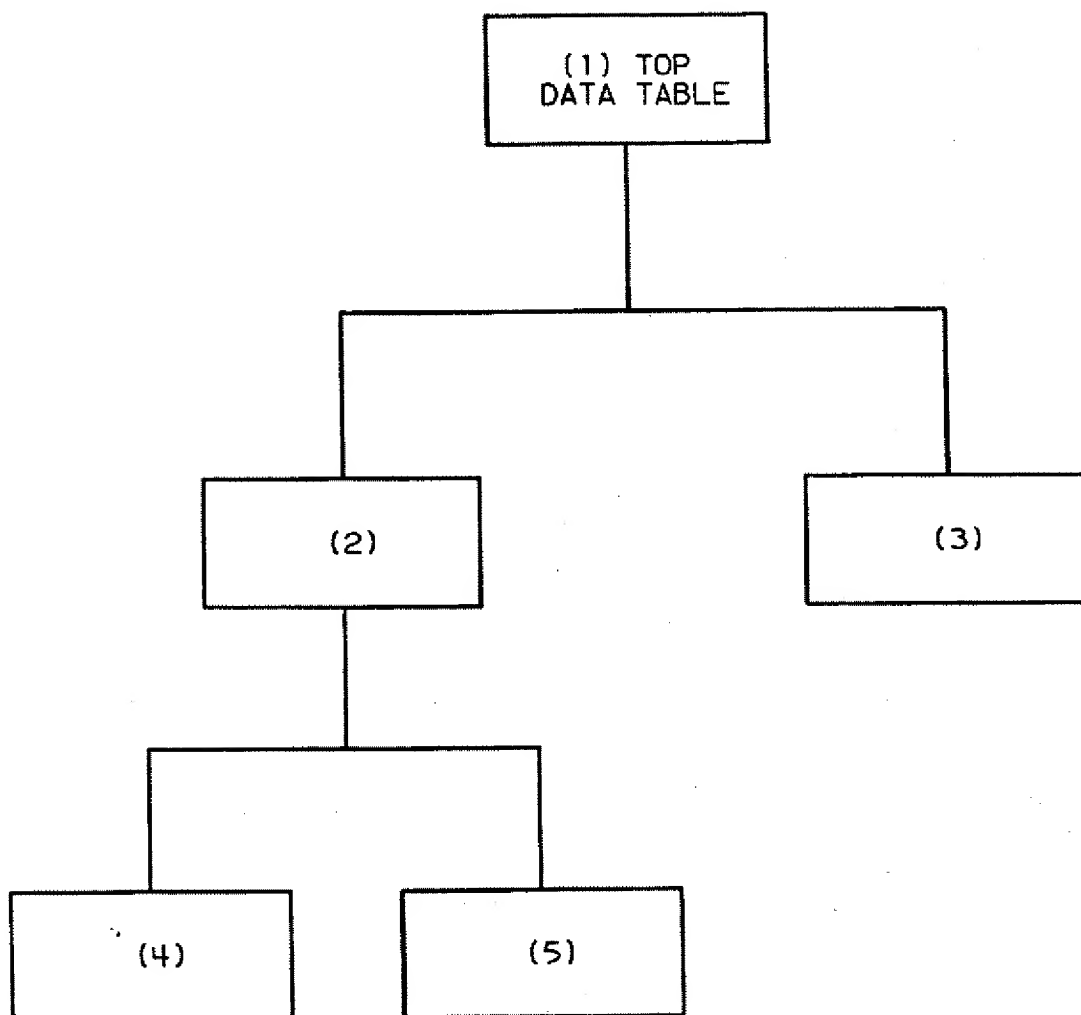 (1) TOP
DATA TABLE
(2)
(3)
(4)
(5)